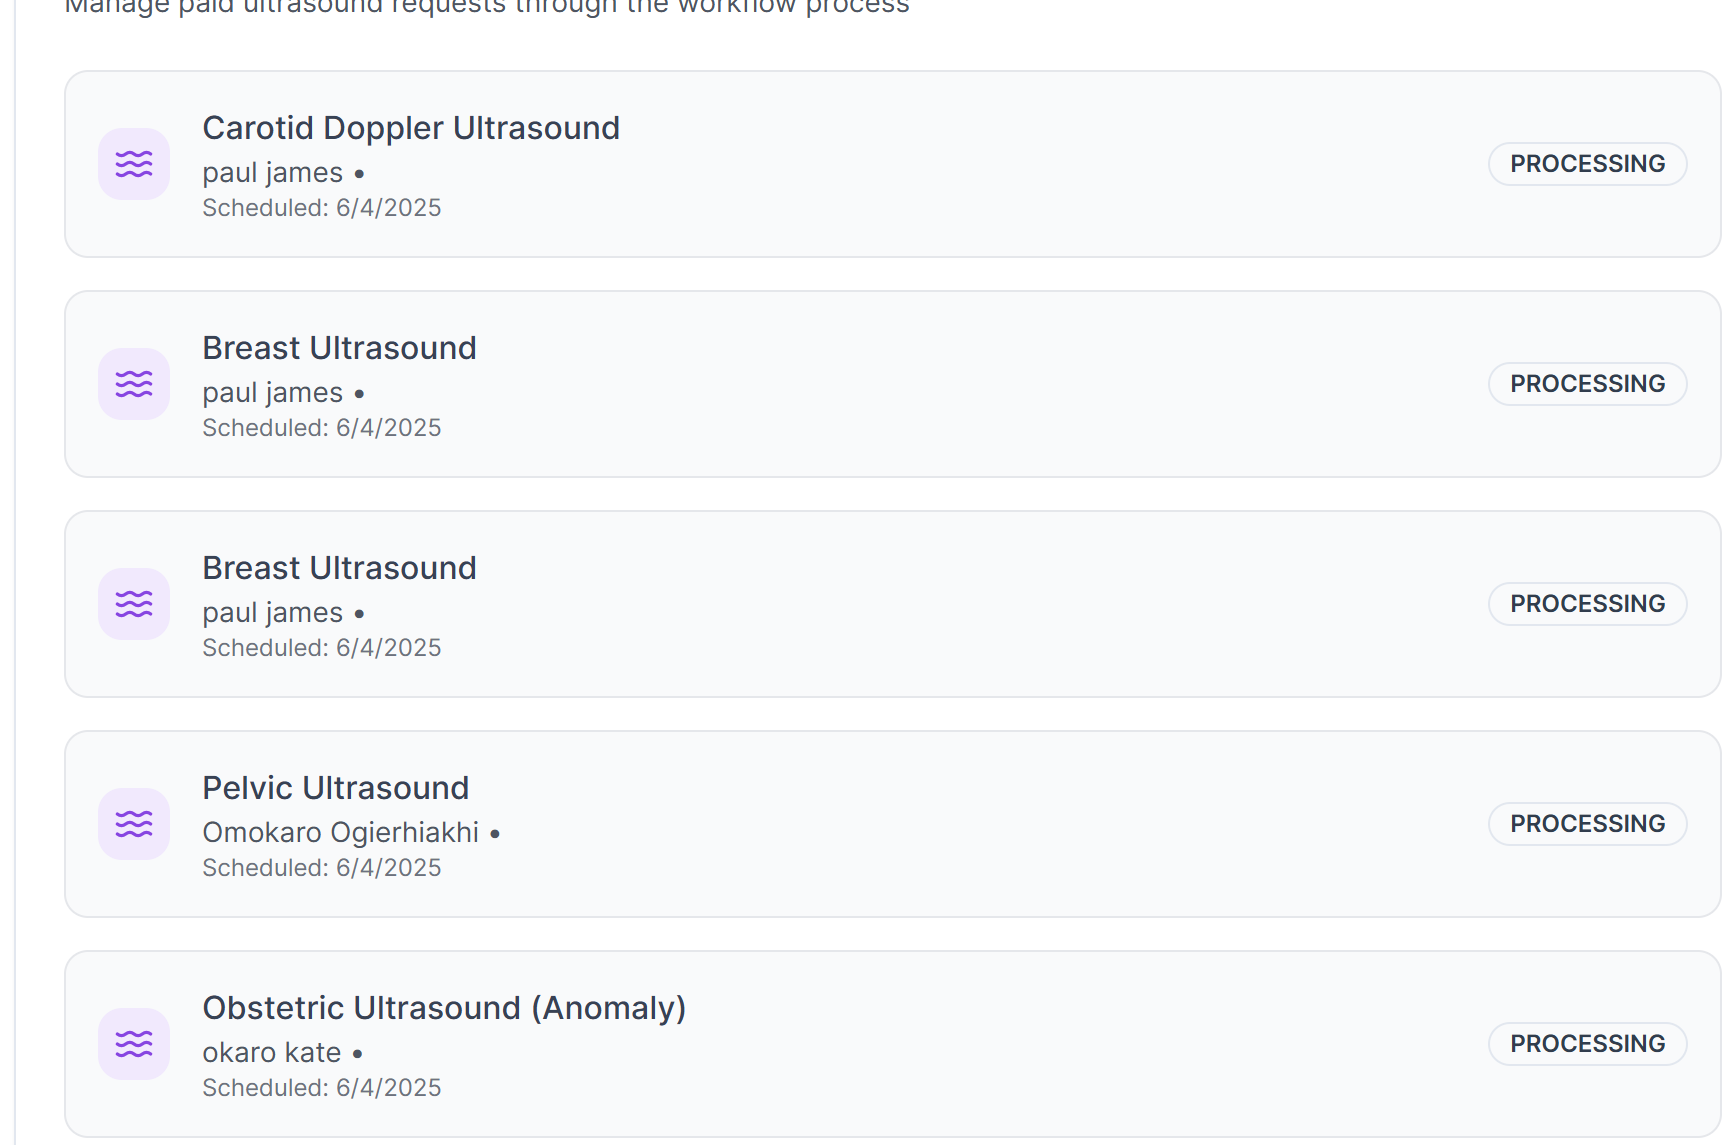 Manage paid ultrasound requests through the workflow process
Carotid Doppler Ultrasound
paul james •
Scheduled: 6/4/2025
PROCESSING
Breast Ultrasound
paul james •
Scheduled: 6/4/2025
PROCESSING
Breast Ultrasound
paul james •
Scheduled: 6/4/2025
PROCESSING
Pelvic Ultrasound
Omokaro Ogierhiakhi •
Scheduled: 6/4/2025
PROCESSING
Obstetric Ultrasound (Anomaly)
okaro kate •
Scheduled: 6/4/2025
PROCESSING